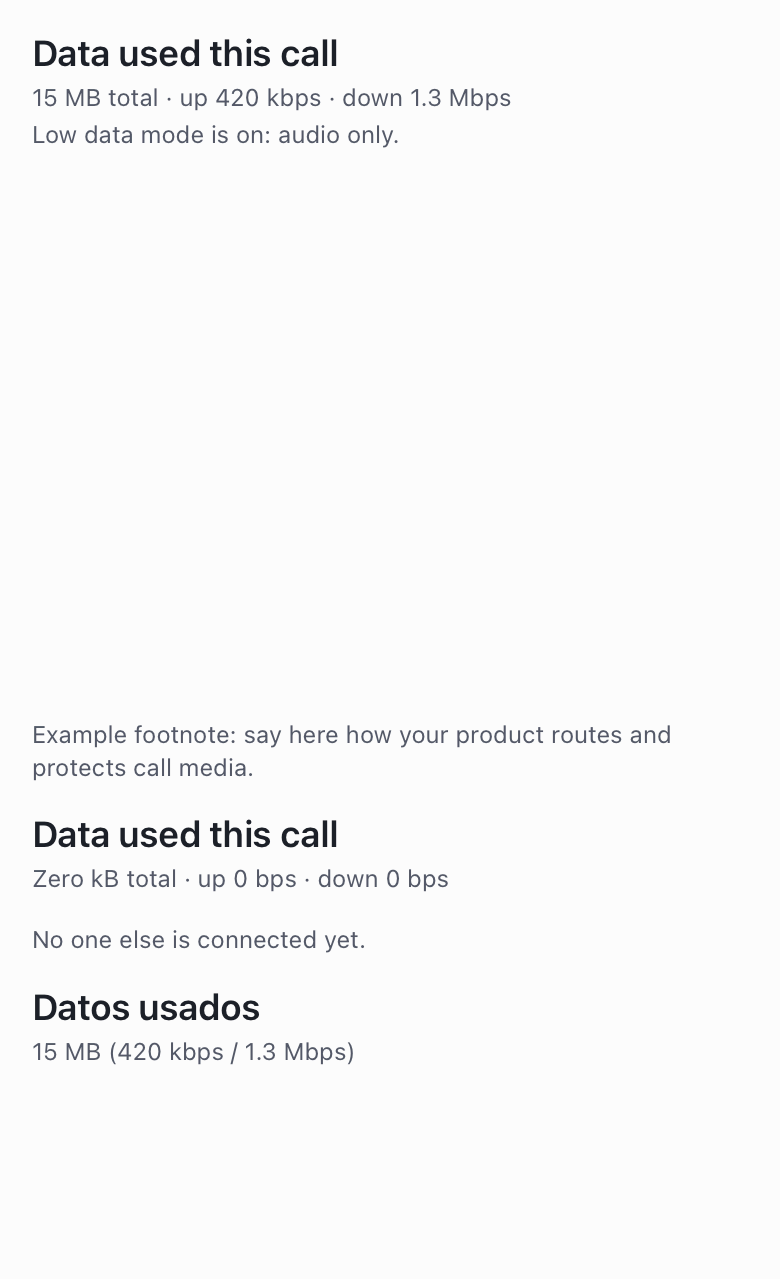 Data used this call
15 MB total · up 420 kbps · down 1.3 Mbps
Low data mode is on: audio only.
Example footnote: say here how your product routes and
protects call media.
Data used this call
Zero kB total · up 0 bps · down 0 bps
No one else is connected yet.
Datos usados
15 MB (420 kbps / 1.3 Mbps)